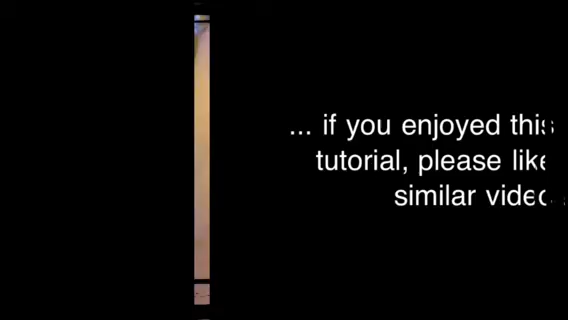 ... if you enjoyed this
tutorial, please like
similar video